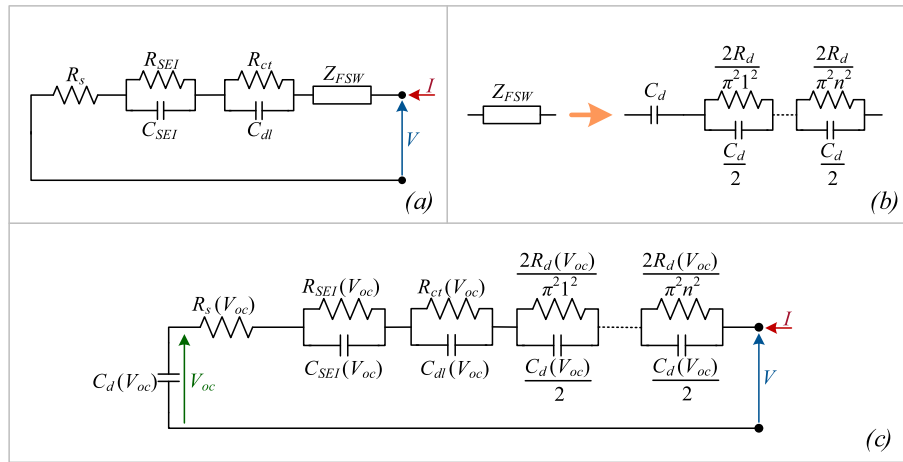 R_s
R_SEI
C_SEI
R_ct
C_dl
Z_FSW
I
V
(a)
Z_FSW
C_d
2R_d
π²1²
C_d
2
2R_d
π²n²
C_d
2
(b)
C_d(V_oc)
V_oc
R_s(V_oc)
R_SEI(V_oc)
C_SEI(V_oc)
R_ct(V_oc)
C_dl(V_oc)
2R_d(V_oc)
π²1²
C_d(V_oc)
2
2R_d(V_oc)
π²n²
C_d(V_oc)
2
I
V
(c)